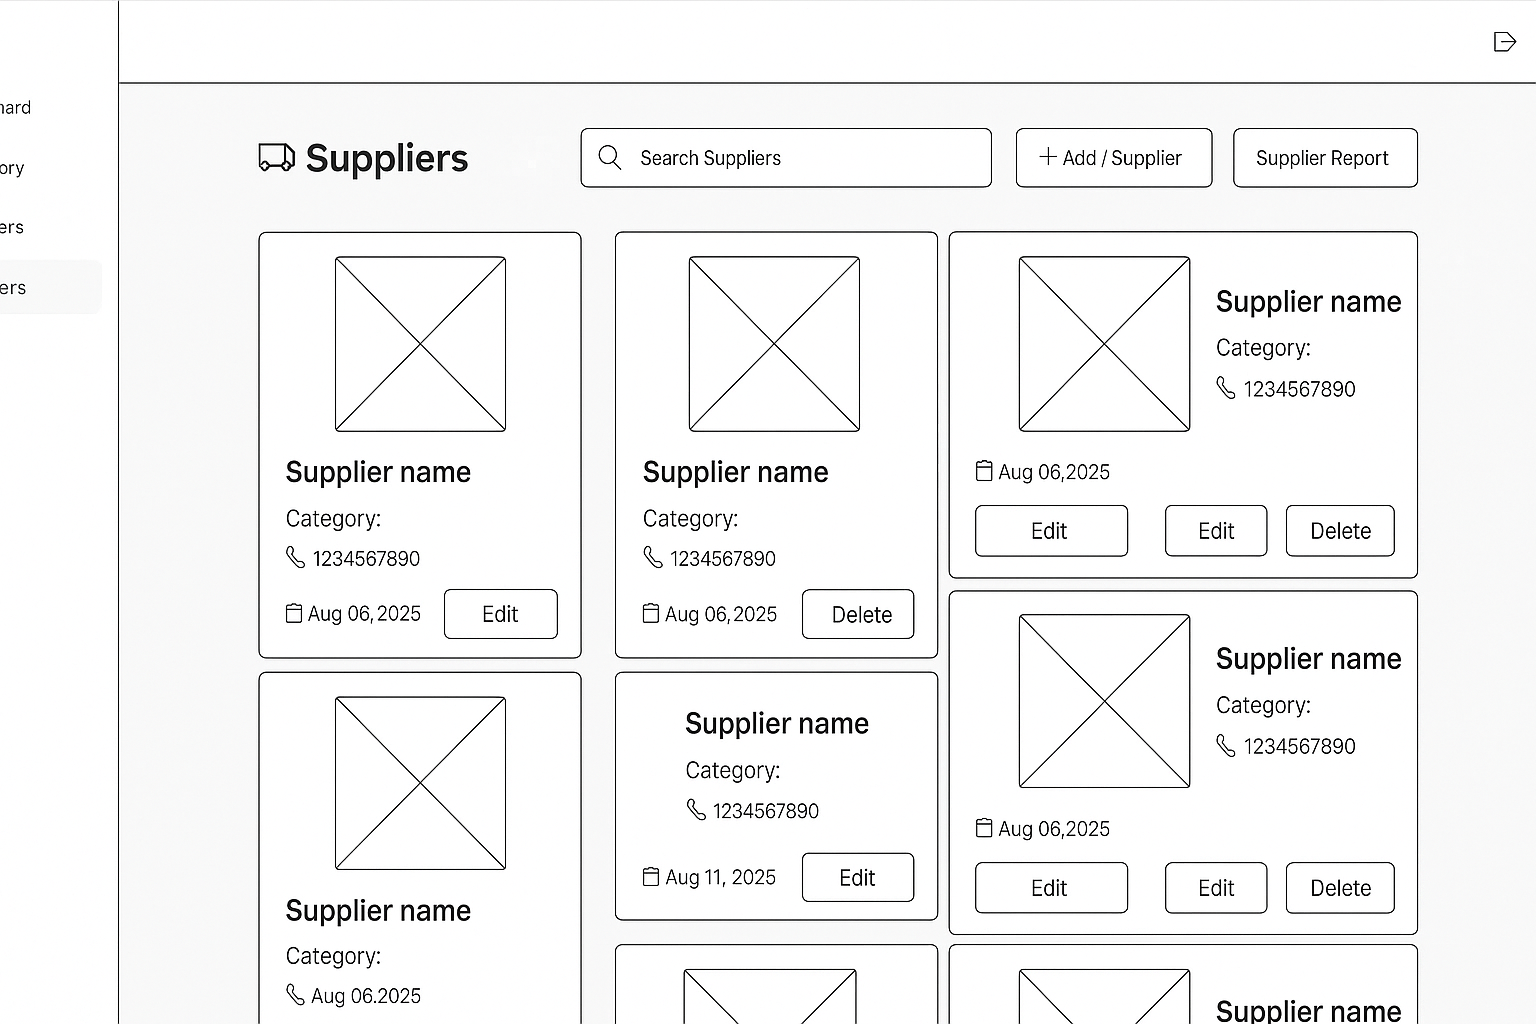 nard
ory
ers
ers
Suppliers
Search Suppliers
+ Add / Supplier
Supplier Report
Supplier name
Category:
1234567890
Aug 06,2025
Edit
Supplier name
Category:
1234567890
Aug 06,2025
Delete
Supplier name
Category:
1234567890
Aug 06,2025
Edit
Edit
Delete
Supplier name
Category:
Aug 06.2025
Supplier name
Category:
1234567890
Aug 11, 2025
Edit
Supplier name
Category:
1234567890
Aug 06,2025
Edit
Edit
Delete
Supplier name